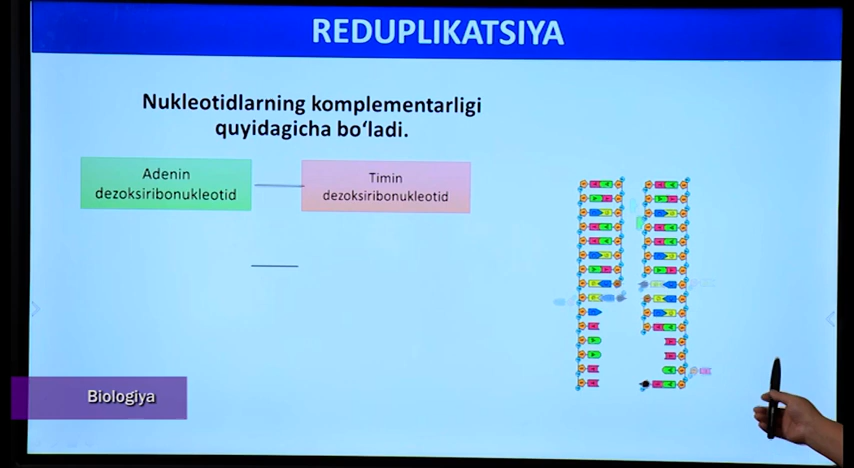 REDUPLIKATSIYA
Nukleotidlarning komplementarligi
quyidagicha bo‘ladi.
Adenin
dezoksiribonukleotid
Timin
dezoksiribonukleotid
Biologiya